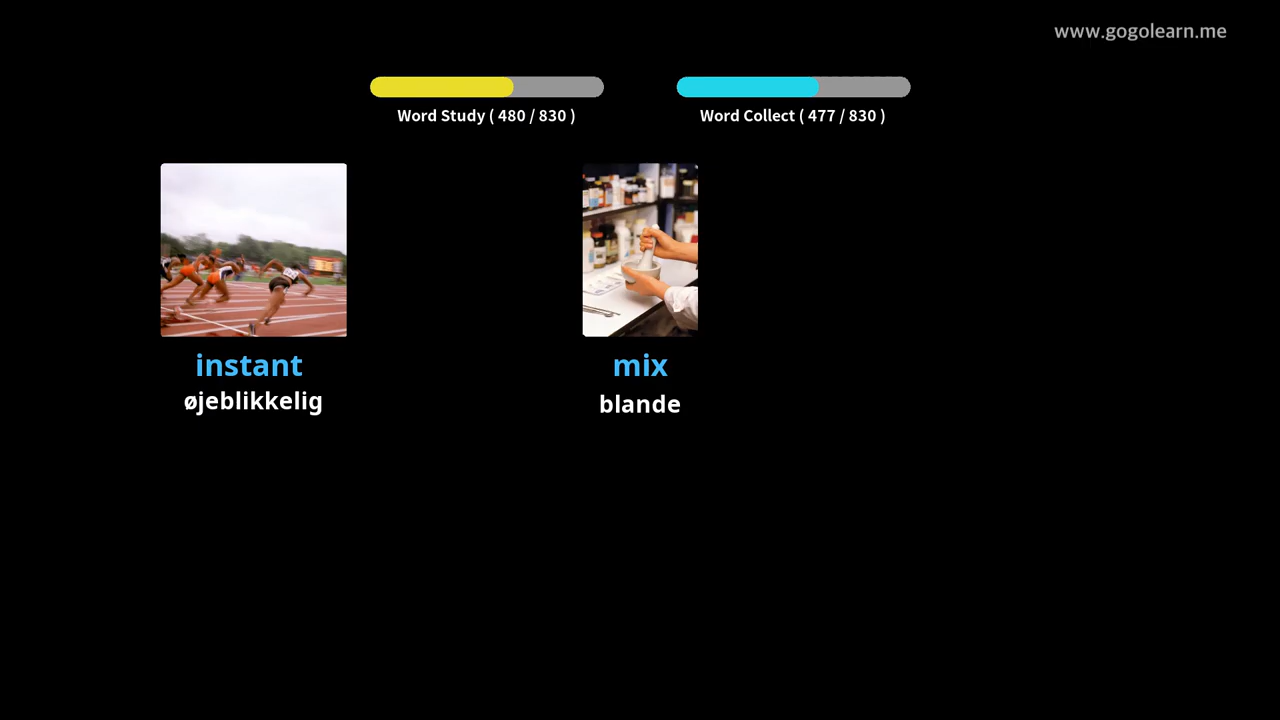 www.gogolearn.me
Word Study ( 480 / 830 )
Word Collect ( 477 / 830 )
instant
øjeblikkelig
mix
blande